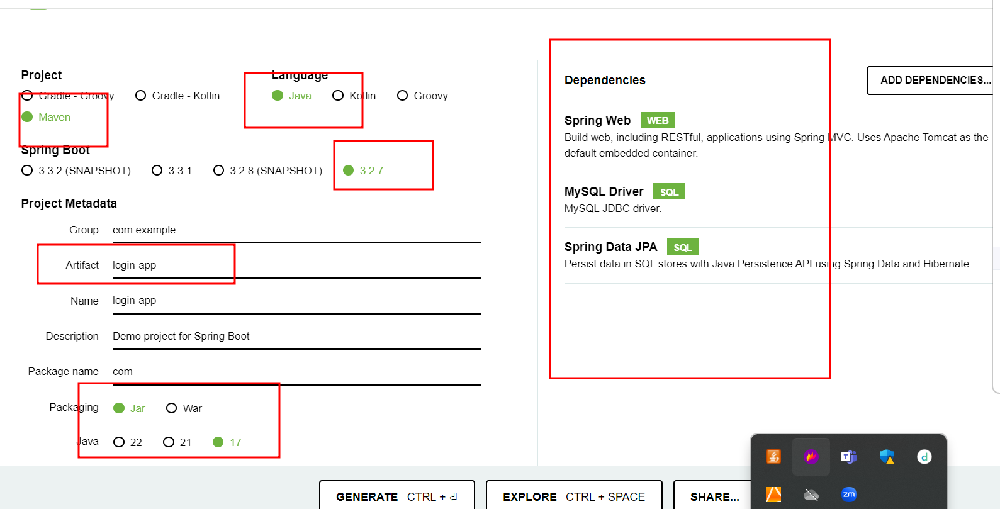 Project
Gradle - Groovy
Gradle - Kotlin
Maven
Language
Java
Kotlin
Groovy
Spring Boot
3.3.2 (SNAPSHOT)
3.3.1
3.2.8 (SNAPSHOT)
3.2.7
Project Metadata
Group com.example
Artifact login-app
Name login-app
Description Demo project for Spring Boot
Package name com
Packaging Jar War
Java 22 21 17
Dependencies
ADD DEPENDENCIES...
Spring Web WEB
Build web, including RESTful, applications using Spring MVC. Uses Apache Tomcat as the
default embedded container.
MySQL Driver SQL
MySQL JDBC driver.
Spring Data JPA SQL
Persist data in SQL stores with Java Persistence API using Spring Data and Hibernate.
GENERATE CTRL + ⏎
EXPLORE CTRL + SPACE
SHARE...
T
d
zm